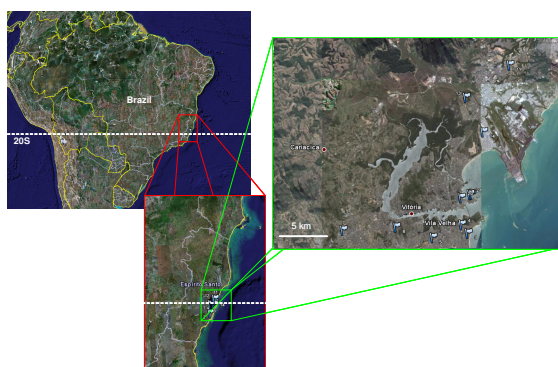 Brazil
20S
Cariacica
Vitória
Vila Velha
5 km
Espírito Santo